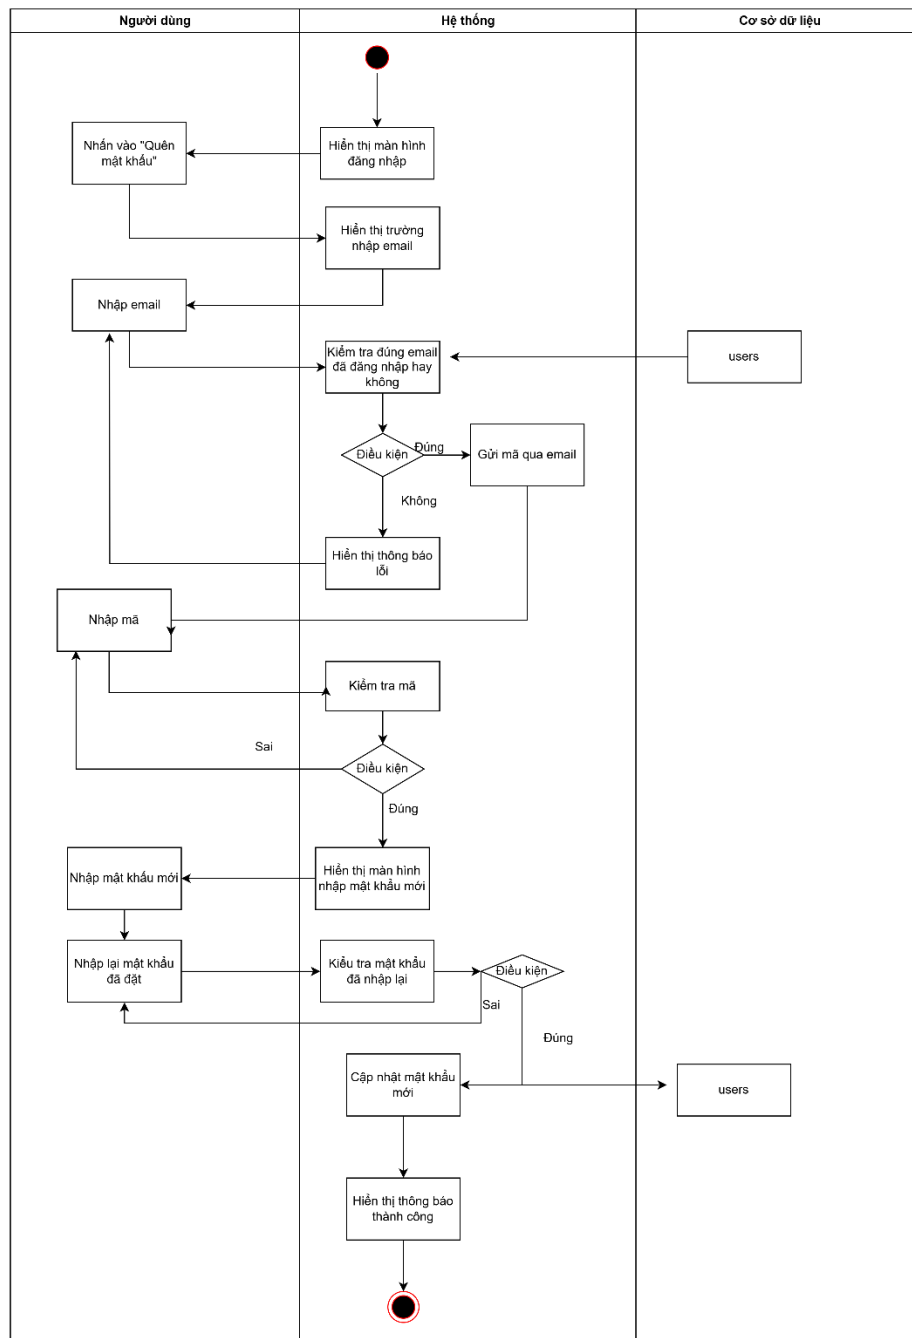 Người dùng
Hệ thống
Cơ sở dữ liệu
Nhấn vào "Quên
mật khẩu"
Hiển thị màn hình
đăng nhập
Hiển thị trường
nhập email
Nhập email
Kiểm tra đúng email
đã đăng nhập hay
không
users
Điều kiện
Đúng
Gửi mã qua email
Không
Hiển thị thông báo
lỗi
Nhập mã
Kiểm tra mã
Sai
Điều kiện
Đúng
Nhập mật khẩu mới
Hiển thị màn hình
nhập mật khẩu mới
Nhập lại mật khẩu
đã đặt
Kiểu tra mật khẩu
đã nhập lại
Điều kiện
Sai
Đúng
Cập nhật mật khẩu
mới
users
Hiển thị thông báo
thành công